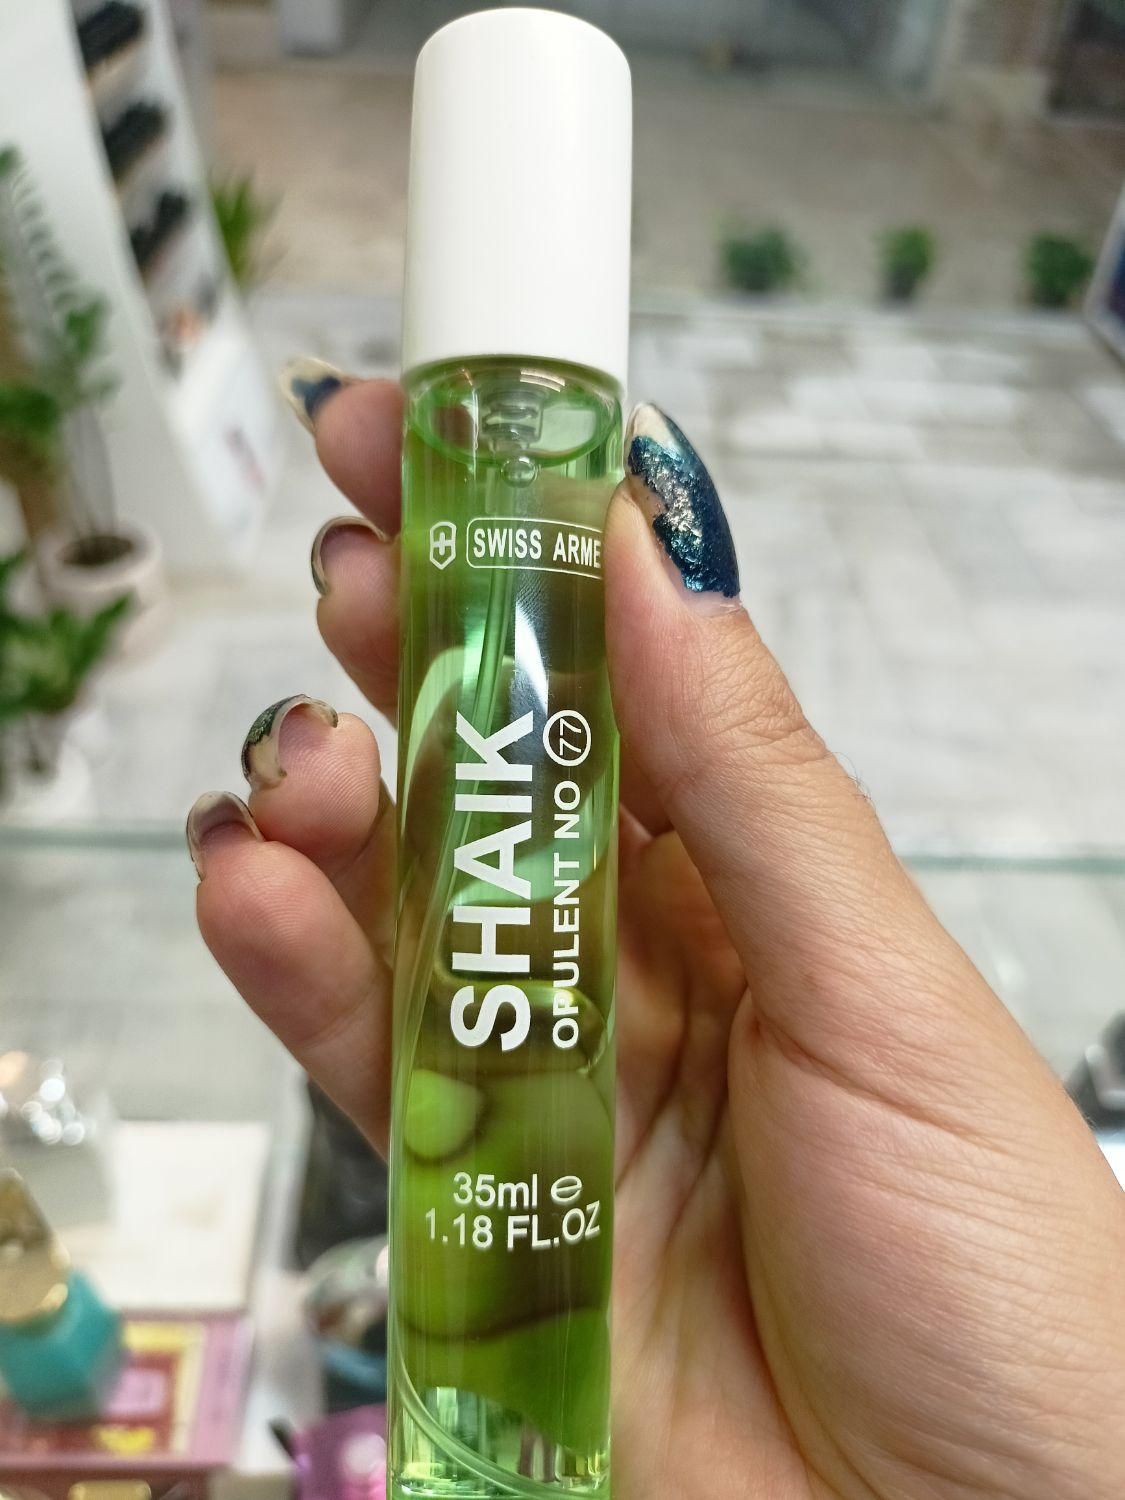 SWISS ARME
SHAIK
OPULENT NO 77
35ml e
1.18 FL.OZ